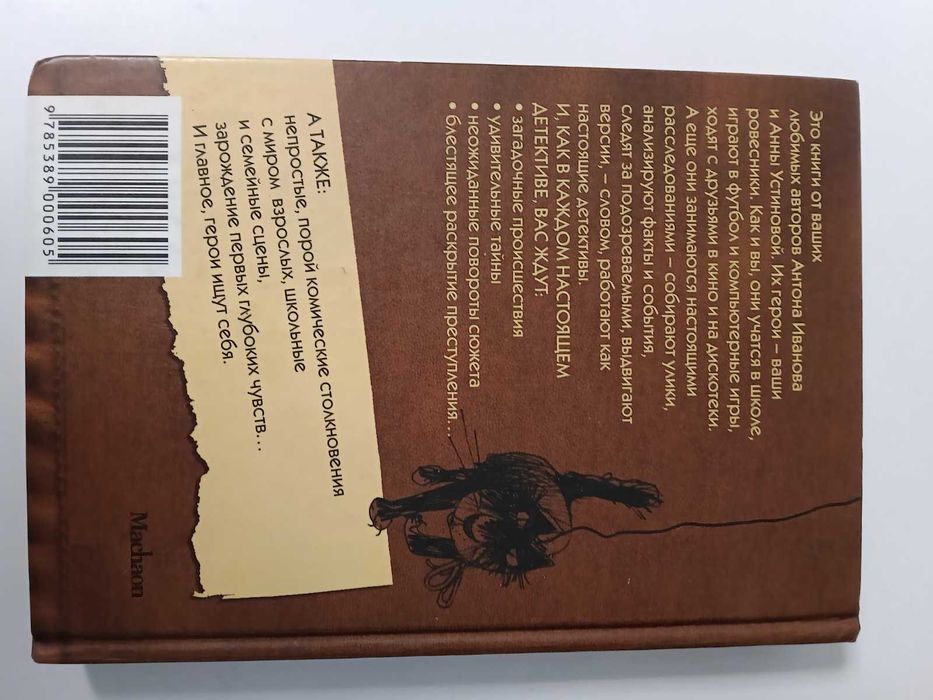 Это книги от ваших
любимых авторов Антона Иванова
и Анны Устиновой. Их герои – ваши
ровесники. Как и вы, они учатся в школе,
играют в футбол и компьютерные игры,
ходят с друзьями в кино и на дискотеки.
А еще они занимаются настоящими
расследованиями – собирают улики,
анализируют факты и события,
следят за подозреваемыми, выдвигают
версии, – словом, работают как
настоящие детективы.
И, КАК В КАЖДОМ НАСТОЯЩЕМ
ДЕТЕКТИВЕ, ВАС ЖДУТ:
• загадочные происшествия
• удивительные тайны
• неожиданные повороты сюжета
• блестящее раскрытие преступления...
А ТАКЖЕ:
непростые, порой комические столкновения
с миром взрослых, школьные
и семейные сцены,
зарождение первых глубоких чувств...
И главное, герои ищут себя.
9 785389 000605
Machaon